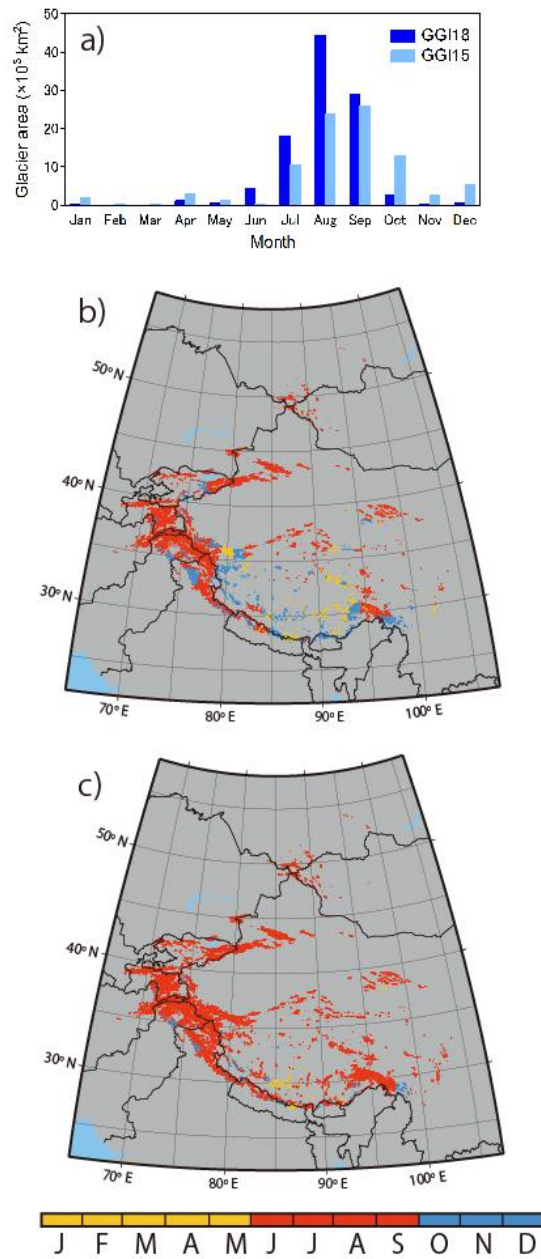 a)
GGI18
GGI15
50
40
30
20
10
0
Glacier area (×10³ km²)
Jan Feb Mar Apr May Jun Jul Aug Sep Oct Nov Dec
Month
b)
50° N
40° N
30° N
70° E 80° E 90° E 100° E
c)
50° N
40° N
30° N
70° E 80° E 90° E 100° E
J F M A M J J A S O N D